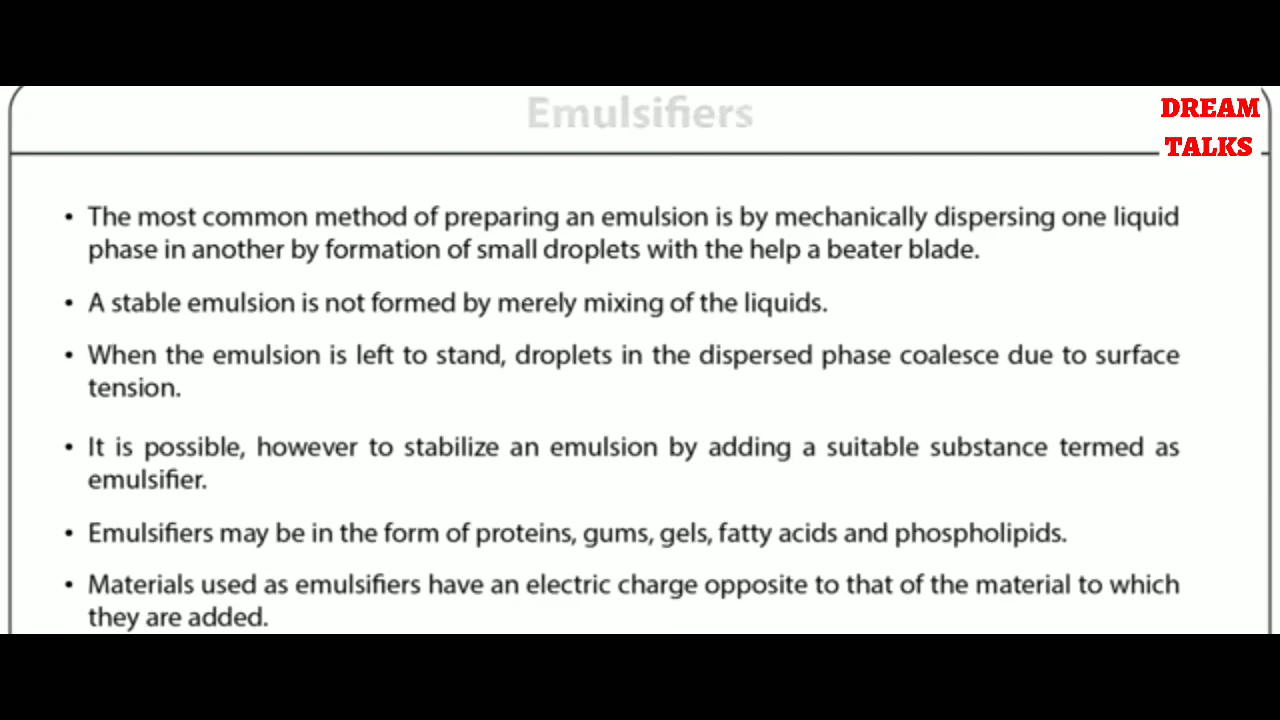 Emulsifiers
DREAM
TALKS
• The most common method of preparing an emulsion is by mechanically dispersing one liquid
phase in another by formation of small droplets with the help a beater blade.
• A stable emulsion is not formed by merely mixing of the liquids.
• When the emulsion is left to stand, droplets in the dispersed phase coalesce due to surface
tension.
• It is possible, however to stabilize an emulsion by adding a suitable substance termed as
emulsifier.
• Emulsifiers may be in the form of proteins, gums, gels, fatty acids and phospholipids.
• Materials used as emulsifiers have an electric charge opposite to that of the material to which
they are added.